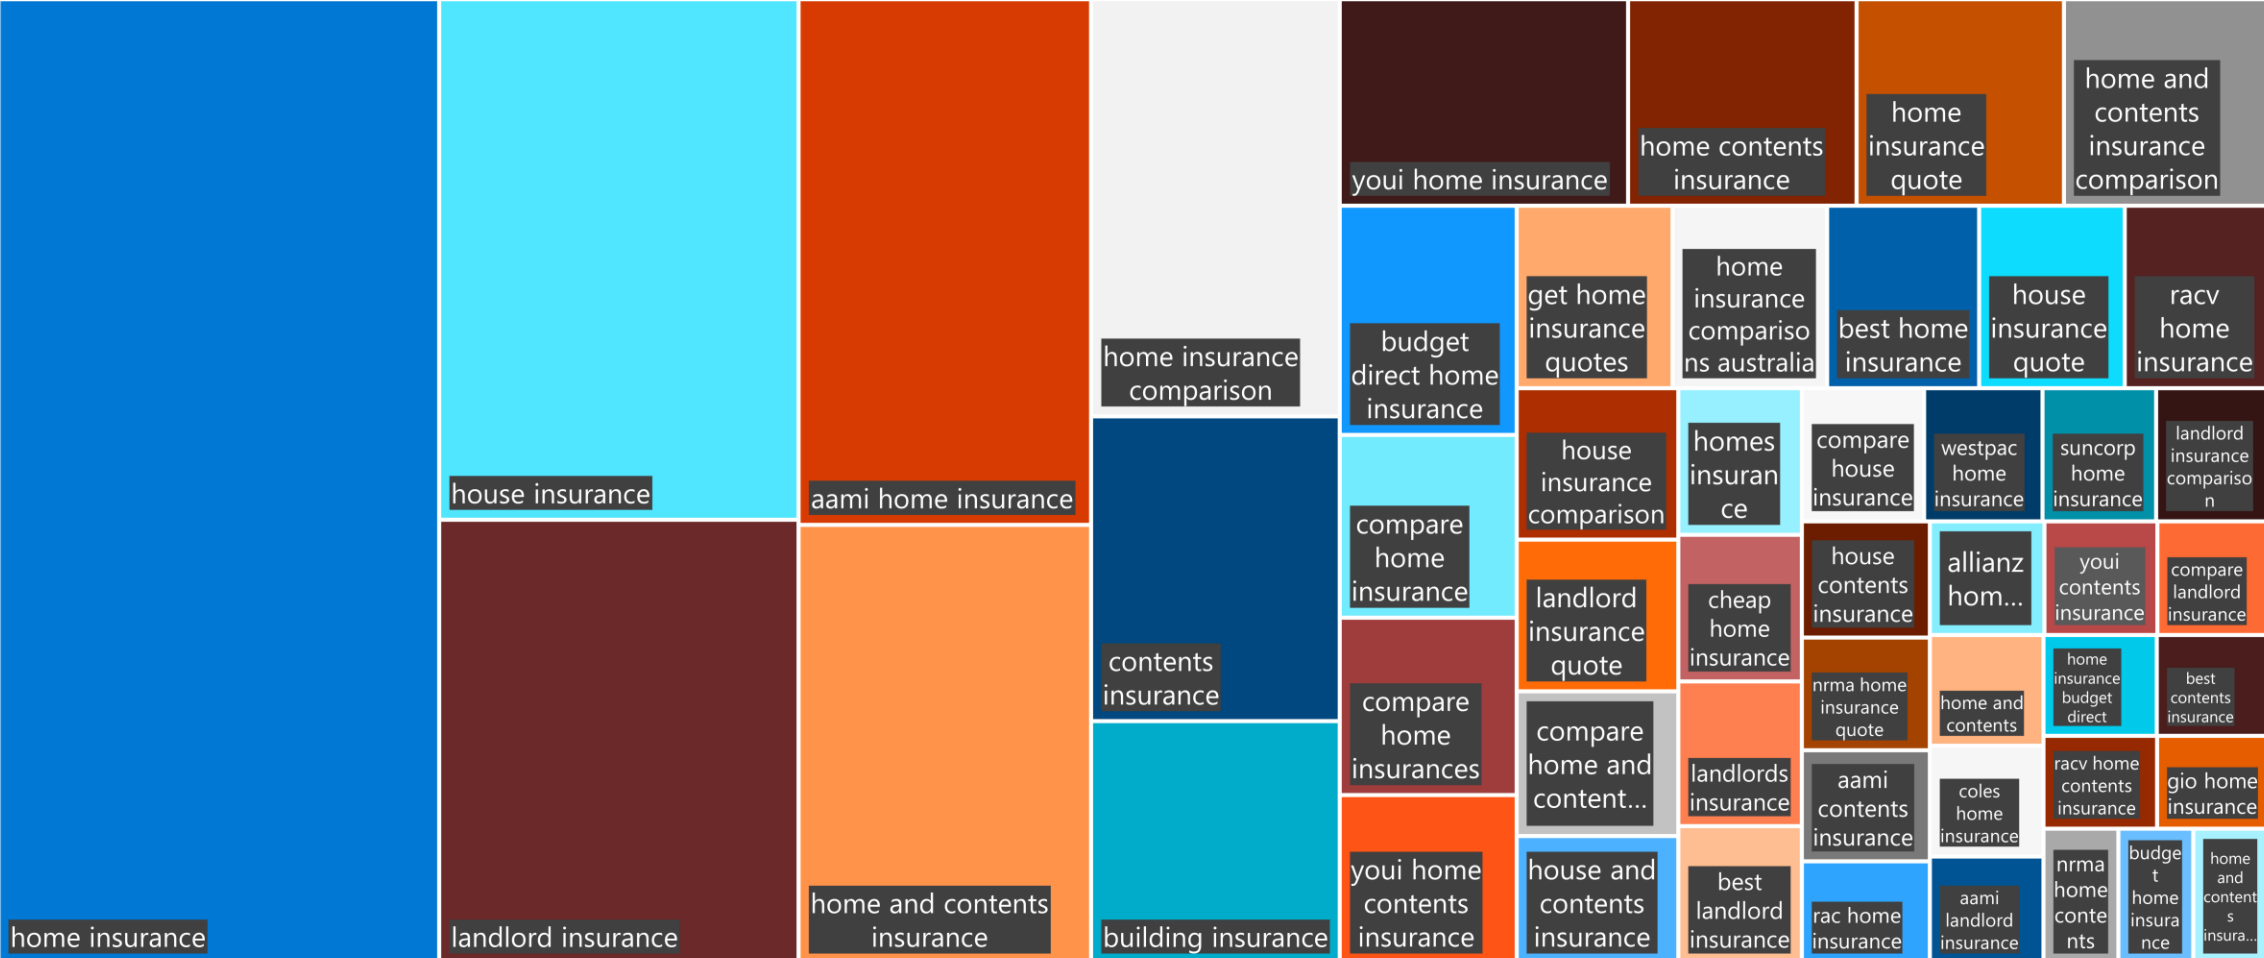 home insurance
house insurance
landlord insurance
aami home insurance
home and contents
insurance
home insurance
comparison
contents
insurance
building insurance
youi home insurance
home contents
insurance
home
insurance
quote
home and
contents
insurance
comparison
budget
direct home
insurance
compare
home
insurance
compare
home
insurances
youi home
contents
insurance
get home
insurance
quotes
home
insurance
compariso
ns australia
best home
insurance
house
insurance
quote
racv
home
insurance
house
insurance
comparison
landlord
insurance
quote
compare
home and
content...
house and
contents
insurance
homes
insuran
ce
cheap
home
insurance
landlords
insurance
best
landlord
insurance
compare
house
insurance
westpac
home
insurance
suncorp
home
insurance
landlord
insurance
compariso
n
house
contents
insurance
nrma home
insurance
quote
aami
contents
insurance
rac home
insurance
allianz
hom...
home and
contents
coles
home
insurance
aami
landlord
insurance
youi
contents
insurance
compare
landlord
insurance
home
insurance
budget
direct
best
contents
insurance
racv home
contents
insurance
gio home
insurance
nrma
home
conte
nts
budge
t
home
insura
nce
home
and
content
s
insura...